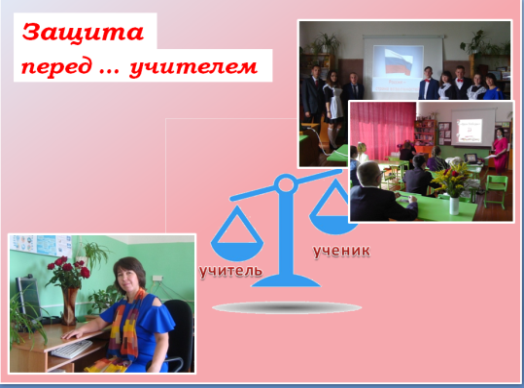 Защита
перед ... учителем
ученик
учитель